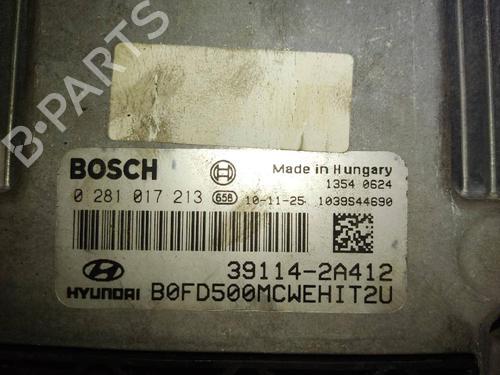 B-PARTS
BOSCH
Made in Hungary
1354 0624
0 281 017 213 656 10-11-25 1039S44690
39114-2A412
HYUNDAI B0FD500MCWEHIT2U